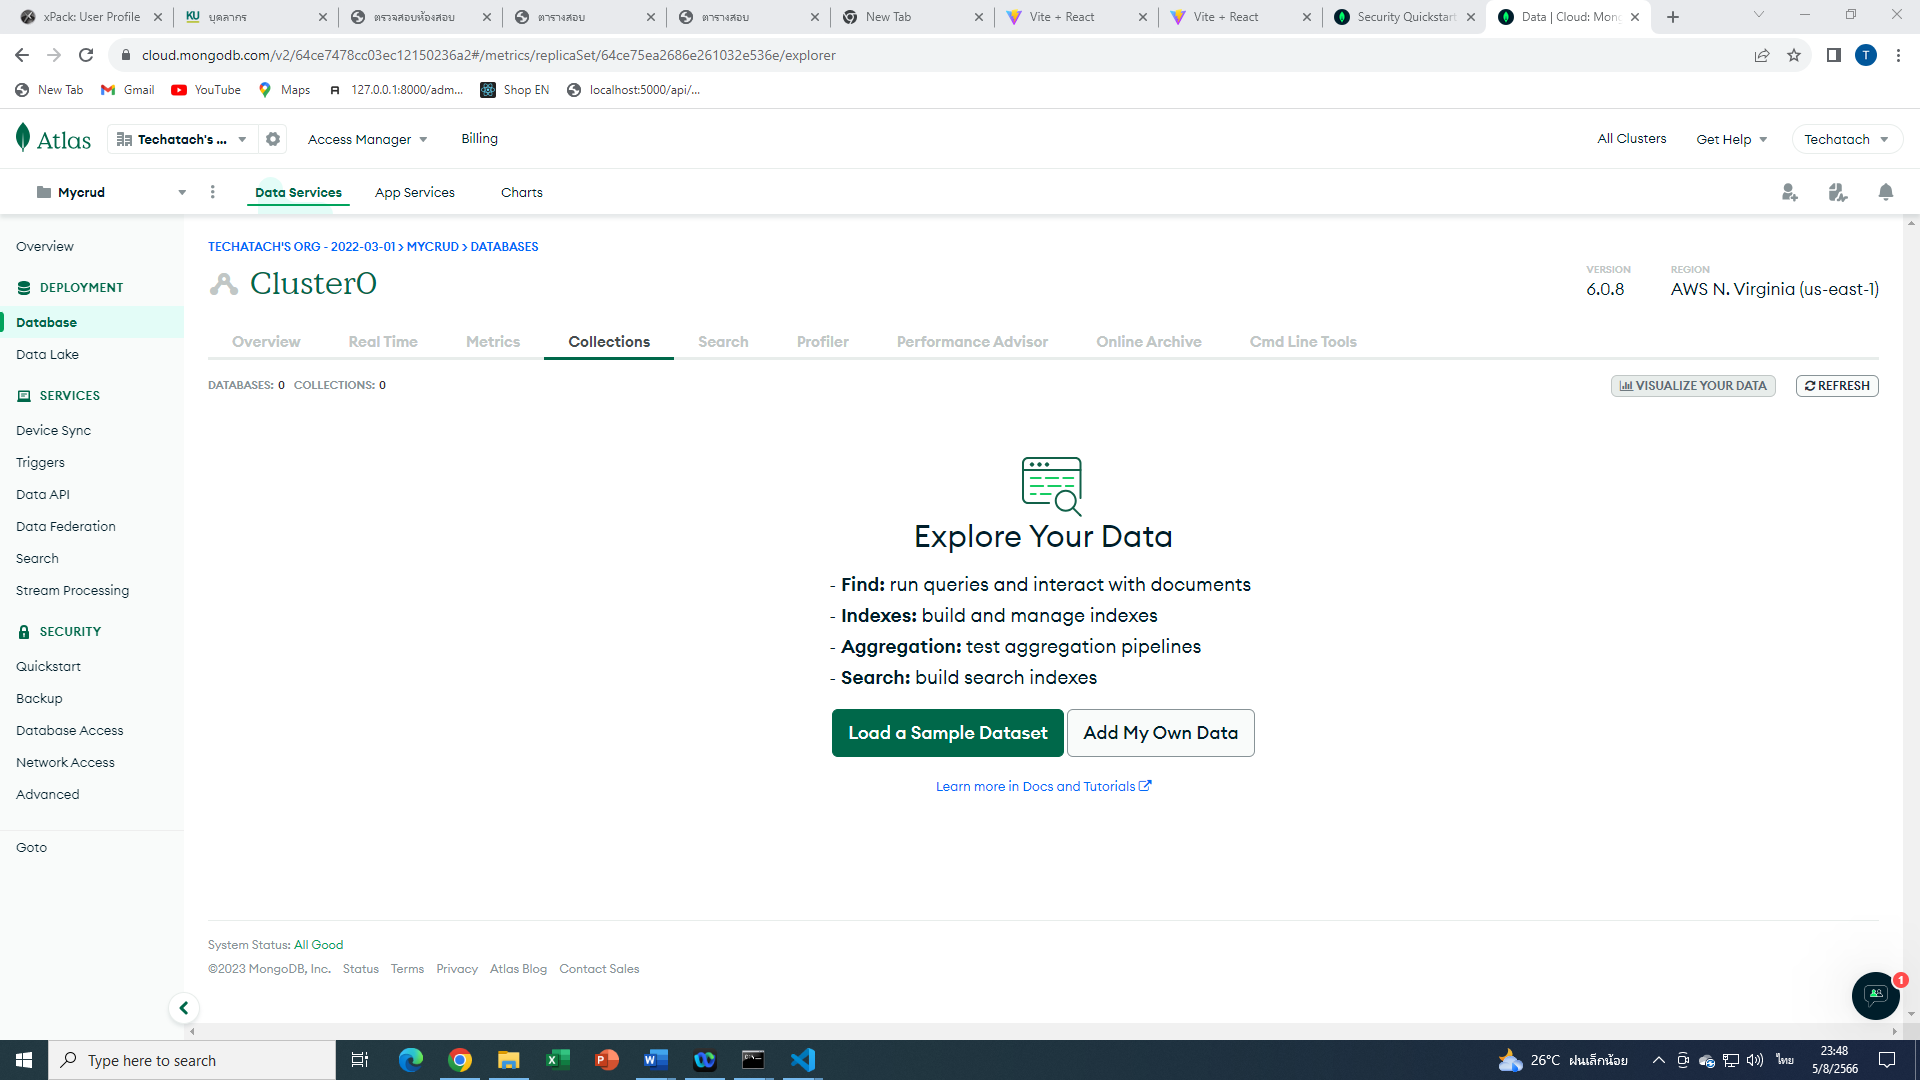 xPack: User Profile
KU บุคลากร
ตรวจสอบห้องสอบ
ตารางสอบ
ตารางสอบ
New Tab
Vite + React
Vite + React
Security Quickstart
Data | Cloud: Mong
cloud.mongodb.com/v2/64ce7478cc03ec12150236a2#/metrics/replicaSet/64ce75ea2686e261032e536e/explorer
T
New Tab
Gmail
YouTube
Maps
127.0.0.1:8000/adm...
Shop EN
localhost:5000/api/...
Atlas
Techatach's ...
Access Manager
Billing
All Clusters
Get Help
Techatach
Mycrud
Data Services
App Services
Charts
Overview
DEPLOYMENT
Database
Data Lake
SERVICES
Device Sync
Triggers
Data API
Data Federation
Search
Stream Processing
SECURITY
Quickstart
Backup
Database Access
Network Access
Advanced
Goto
TECHATACH'S ORG - 2022-03-01 > MYCRUD > DATABASES
Cluster0
VERSION
6.0.8
REGION
AWS N. Virginia (us-east-1)
Overview
Real Time
Metrics
Collections
Search
Profiler
Performance Advisor
Online Archive
Cmd Line Tools
DATABASES: 0 COLLECTIONS: 0
VISUALIZE YOUR DATA
REFRESH
Explore Your Data
- Find: run queries and interact with documents
- Indexes: build and manage indexes
- Aggregation: test aggregation pipelines
- Search: build search indexes
Load a Sample Dataset
Add My Own Data
Learn more in Docs and Tutorials
System Status: All Good
©2023 MongoDB, Inc. Status Terms Privacy Atlas Blog Contact Sales
1
Type here to search
26°C ฝนเล็กน้อย
ไทย
23:48
5/8/2566